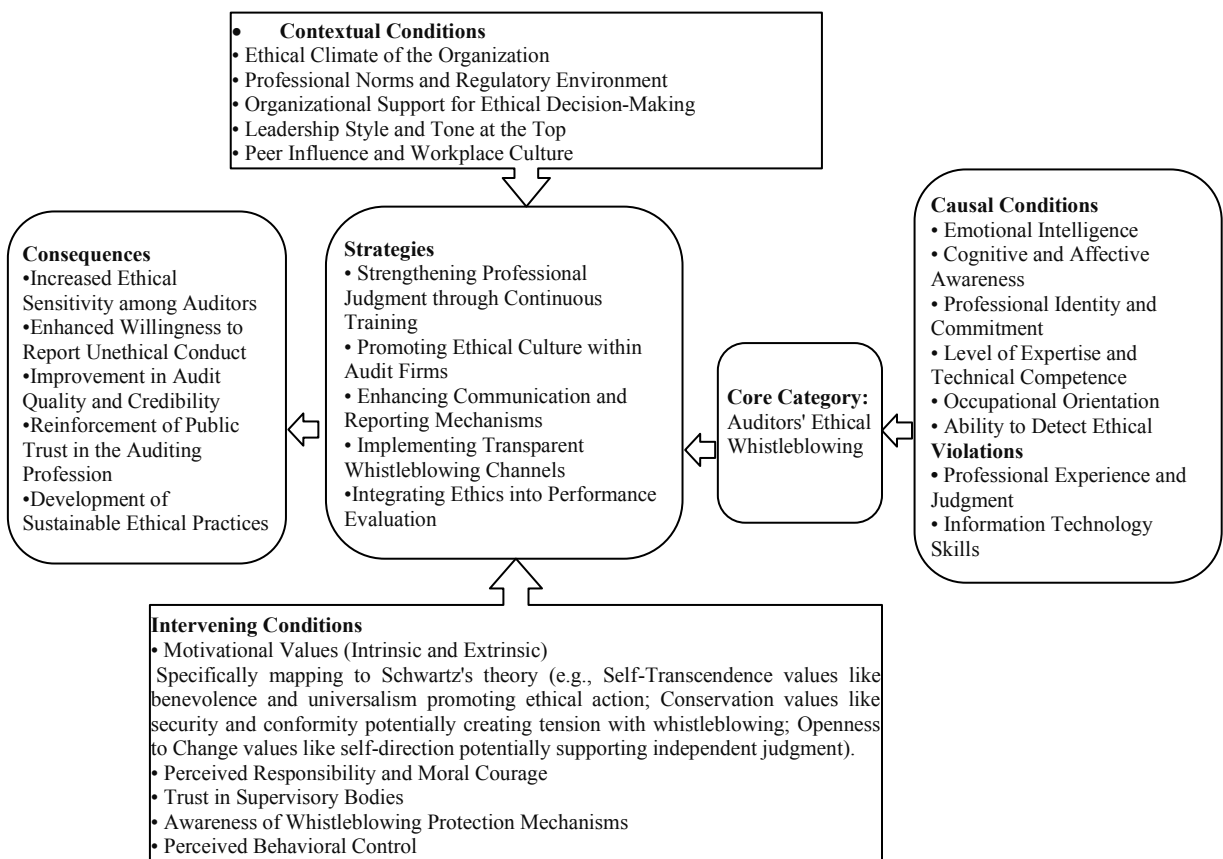 • Contextual Conditions
• Ethical Climate of the Organization
• Professional Norms and Regulatory Environment
• Organizational Support for Ethical Decision-Making
• Leadership Style and Tone at the Top
• Peer Influence and Workplace Culture
Consequences
•Increased Ethical
Sensitivity among Auditors
•Enhanced Willingness to
Report Unethical Conduct
•Improvement in Audit
Quality and Credibility
•Reinforcement of Public
Trust in the Auditing
Profession
•Development of
Sustainable Ethical Practices
Strategies
• Strengthening Professional
Judgment through Continuous
Training
• Promoting Ethical Culture within
Audit Firms
• Enhancing Communication and
Reporting Mechanisms
• Implementing Transparent
Whistleblowing Channels
•Integrating Ethics into Performance
Evaluation
Core Category:
Auditors' Ethical
Whistleblowing
Causal Conditions
• Emotional Intelligence
• Cognitive and Affective
Awareness
• Professional Identity and
Commitment
• Level of Expertise and
Technical Competence
• Occupational Orientation
• Ability to Detect Ethical
Violations
• Professional Experience and
Judgment
• Information Technology
Skills
Intervening Conditions
• Motivational Values (Intrinsic and Extrinsic)
Specifically mapping to Schwartz's theory (e.g., Self-Transcendence values like
benevolence and universalism promoting ethical action; Conservation values like
security and conformity potentially creating tension with whistleblowing; Openness
to Change values like self-direction potentially supporting independent judgment).
• Perceived Responsibility and Moral Courage
• Trust in Supervisory Bodies
• Awareness of Whistleblowing Protection Mechanisms
• Perceived Behavioral Control